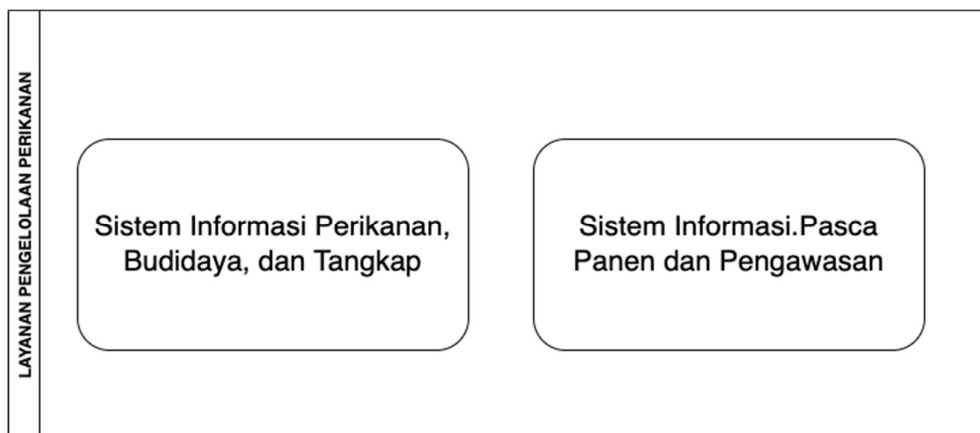 LAYANAN PENGELOLAAN PERIKANAN
Sistem Informasi Perikanan,
Budidaya, dan Tangkap
Sistem Informasi.Pasca
Panen dan Pengawasan